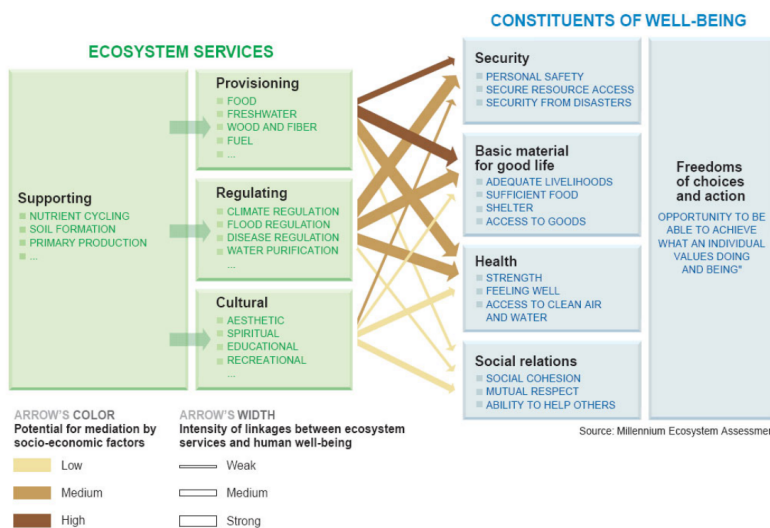 CONSTITUENTS OF WELL-BEING
ECOSYSTEM SERVICES
Supporting
NUTRIENT CYCLING
SOIL FORMATION
PRIMARY PRODUCTION
...
Provisioning
FOOD
FRESHWATER
WOOD AND FIBER
FUEL
...
Regulating
CLIMATE REGULATION
FLOOD REGULATION
DISEASE REGULATION
WATER PURIFICATION
...
Cultural
AESTHETIC
SPIRITUAL
EDUCATIONAL
RECREATIONAL
...
Security
PERSONAL SAFETY
SECURE RESOURCE ACCESS
SECURITY FROM DISASTERS
Basic material
for good life
ADEQUATE LIVELIHOODS
SUFFICIENT FOOD
SHELTER
ACCESS TO GOODS
Health
STRENGTH
FEELING WELL
ACCESS TO CLEAN AIR
AND WATER
Social relations
SOCIAL COHESION
MUTUAL RESPECT
ABILITY TO HELP OTHERS
Freedoms
of choices
and action
OPPORTUNITY TO BE
ABLE TO ACHIEVE
WHAT AN INDIVIDUAL
VALUES DOING
AND BEING"
Source: Millennium Ecosystem Assessmen
ARROW'S COLOR
Potential for mediation by
socio-economic factors
Low
Medium
High
ARROW'S WIDTH
Intensity of linkages between ecosystem
services and human well-being
Weak
Medium
Strong